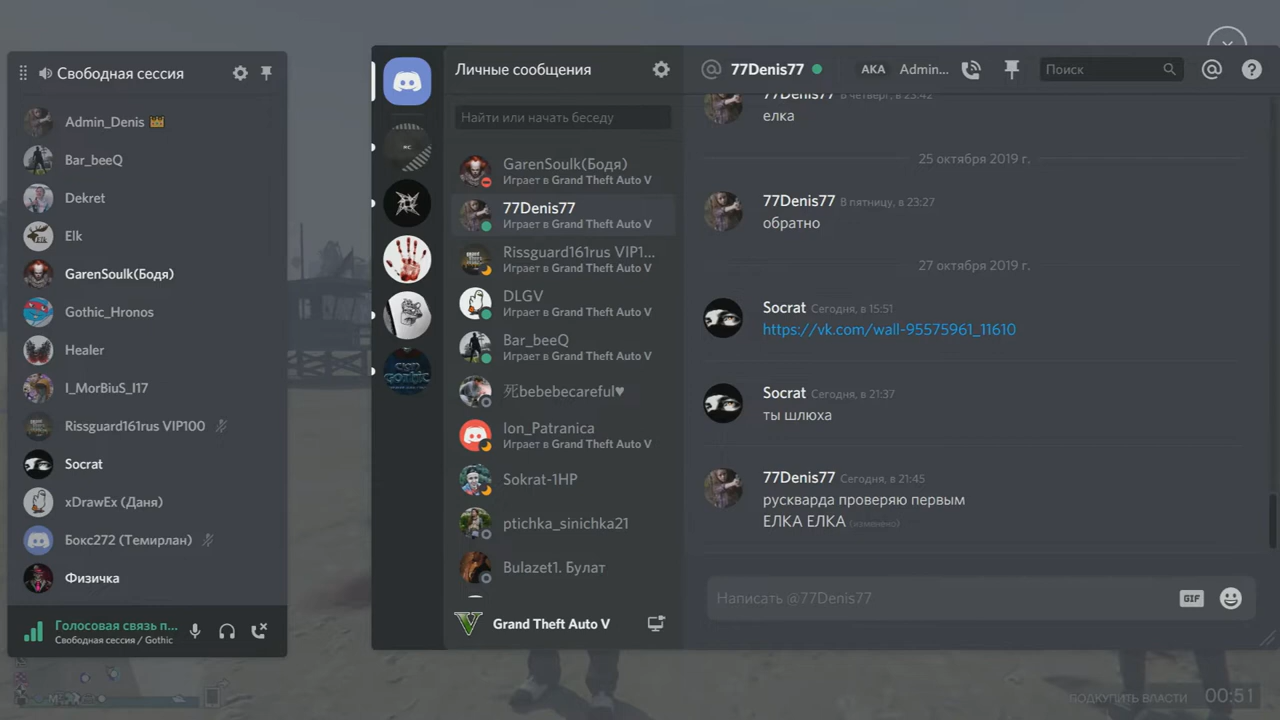 Свободная сессия
Admin_Denis
Bar_beeQ
Dekret
Elk
GarenSoulk(Бодя)
Gothic_Hronos
Healer
I_MorBiuS_I17
Rissguard161rus VIP100
Socrat
xDrawEx (Даня)
Бокс272 (Темирлан)
Физичка
Голосовая связь п...
Свободная сессия / Gothic
Личные сообщения
Найти или начать беседу
GarenSoulk(Бодя)
Играет в Grand Theft Auto V
77Denis77
Играет в Grand Theft Auto V
Rissguard161rus VIP1...
Играет в Grand Theft Auto V
DLGV
Играет в Grand Theft Auto V
Bar_beeQ
Играет в Grand Theft Auto V
死bebebecareful♥
Ion_Patranica
Играет в Grand Theft Auto V
Sokrat-1HP
ptichka_sinichka21
Bulazet1. Булат
Grand Theft Auto V
77Denis77 AKA Admin... Поиск
77Denis77 В четверг, в 23:42
елка
25 октября 2019 г.
77Denis77 В пятницу, в 23:27
обратно
27 октября 2019 г.
Socrat Сегодня, в 15:51
https://vk.com/wall-95575961_11610
Socrat Сегодня, в 21:37
ты шлюха
77Denis77 Сегодня, в 21:45
рускварда проверяю первым
ЕЛКА ЕЛКА (изменено)
Написать @77Denis77 GIF
ПОДКУПИТЬ ВЛАСТИ 00:51